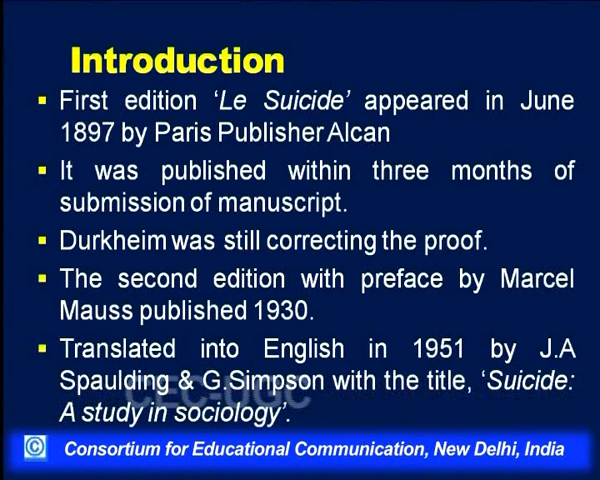 Introduction
▪ First edition ‘Le Suicide’ appeared in June
1897 by Paris Publisher Alcan
▪ It was published within three months of
submission of manuscript.
▪ Durkheim was still correcting the proof.
▪ The second edition with preface by Marcel
Mauss published 1930.
▪ Translated into English in 1951 by J.A
Spaulding & G.Simpson with the title, ‘Suicide:
A study in sociology’.
CEC-UGC
© Consortium for Educational Communication, New Delhi, India